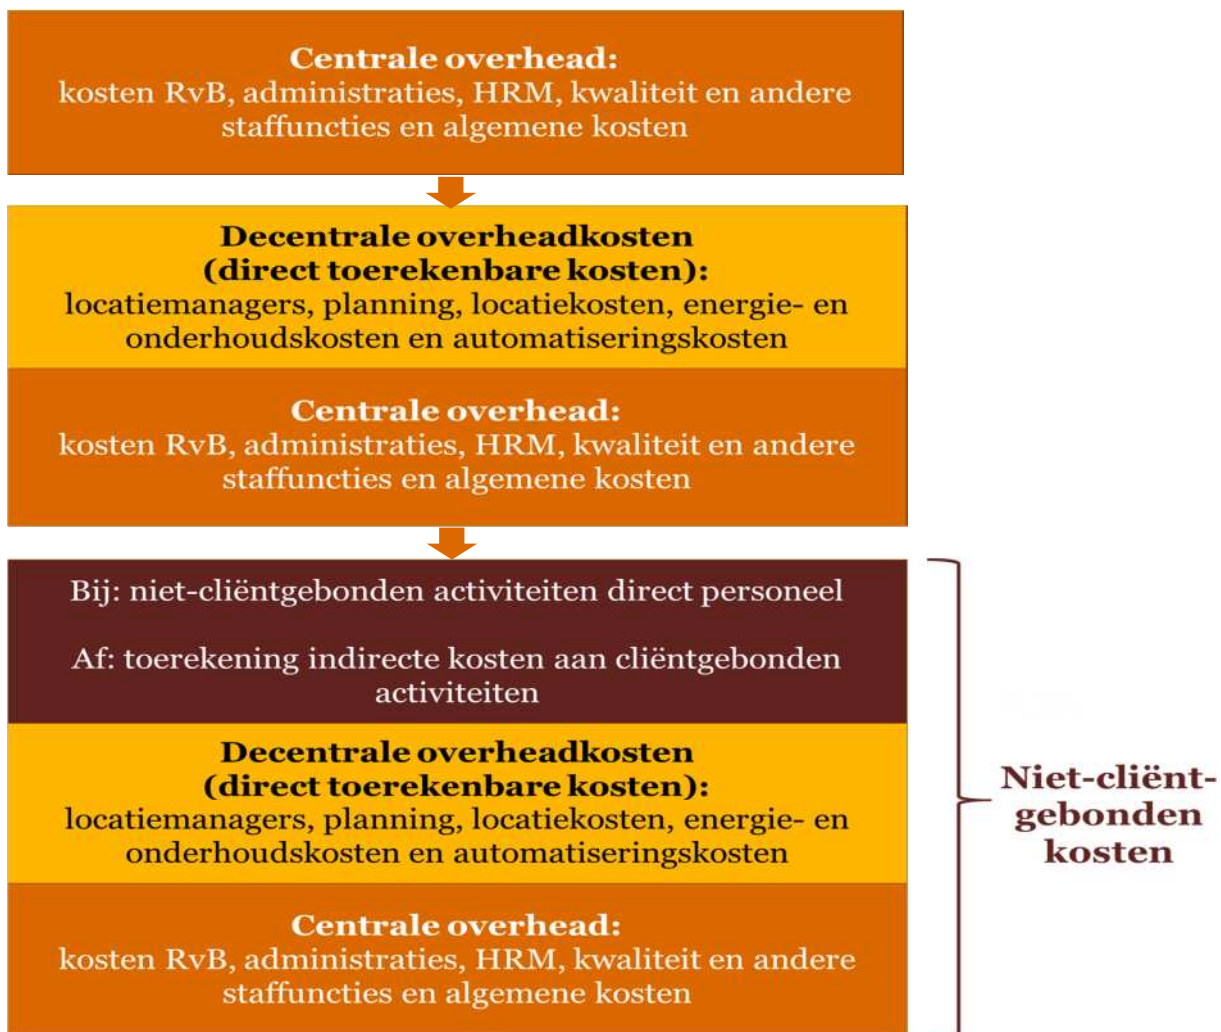 Centrale overhead:
kosten RvB, administraties, HRM, kwaliteit en andere
staffuncties en algemene kosten
Decentrale overheadkosten
(direct toerekenbare kosten):
locatiemanagers, planning, locatiekosten, energie- en
onderhoudskosten en automatiseringskosten
Centrale overhead:
kosten RvB, administraties, HRM, kwaliteit en andere
staffuncties en algemene kosten
Bij: niet-cliëntgebonden activiteiten direct personeel
Af: toerekening indirecte kosten aan cliëntgebonden
activiteiten
Decentrale overheadkosten
(direct toerekenbare kosten):
locatiemanagers, planning, locatiekosten, energie- en
onderhoudskosten en automatiseringskosten
Centrale overhead:
kosten RvB, administraties, HRM, kwaliteit en andere
staffuncties en algemene kosten
Niet-cliënt-
gebonden
kosten